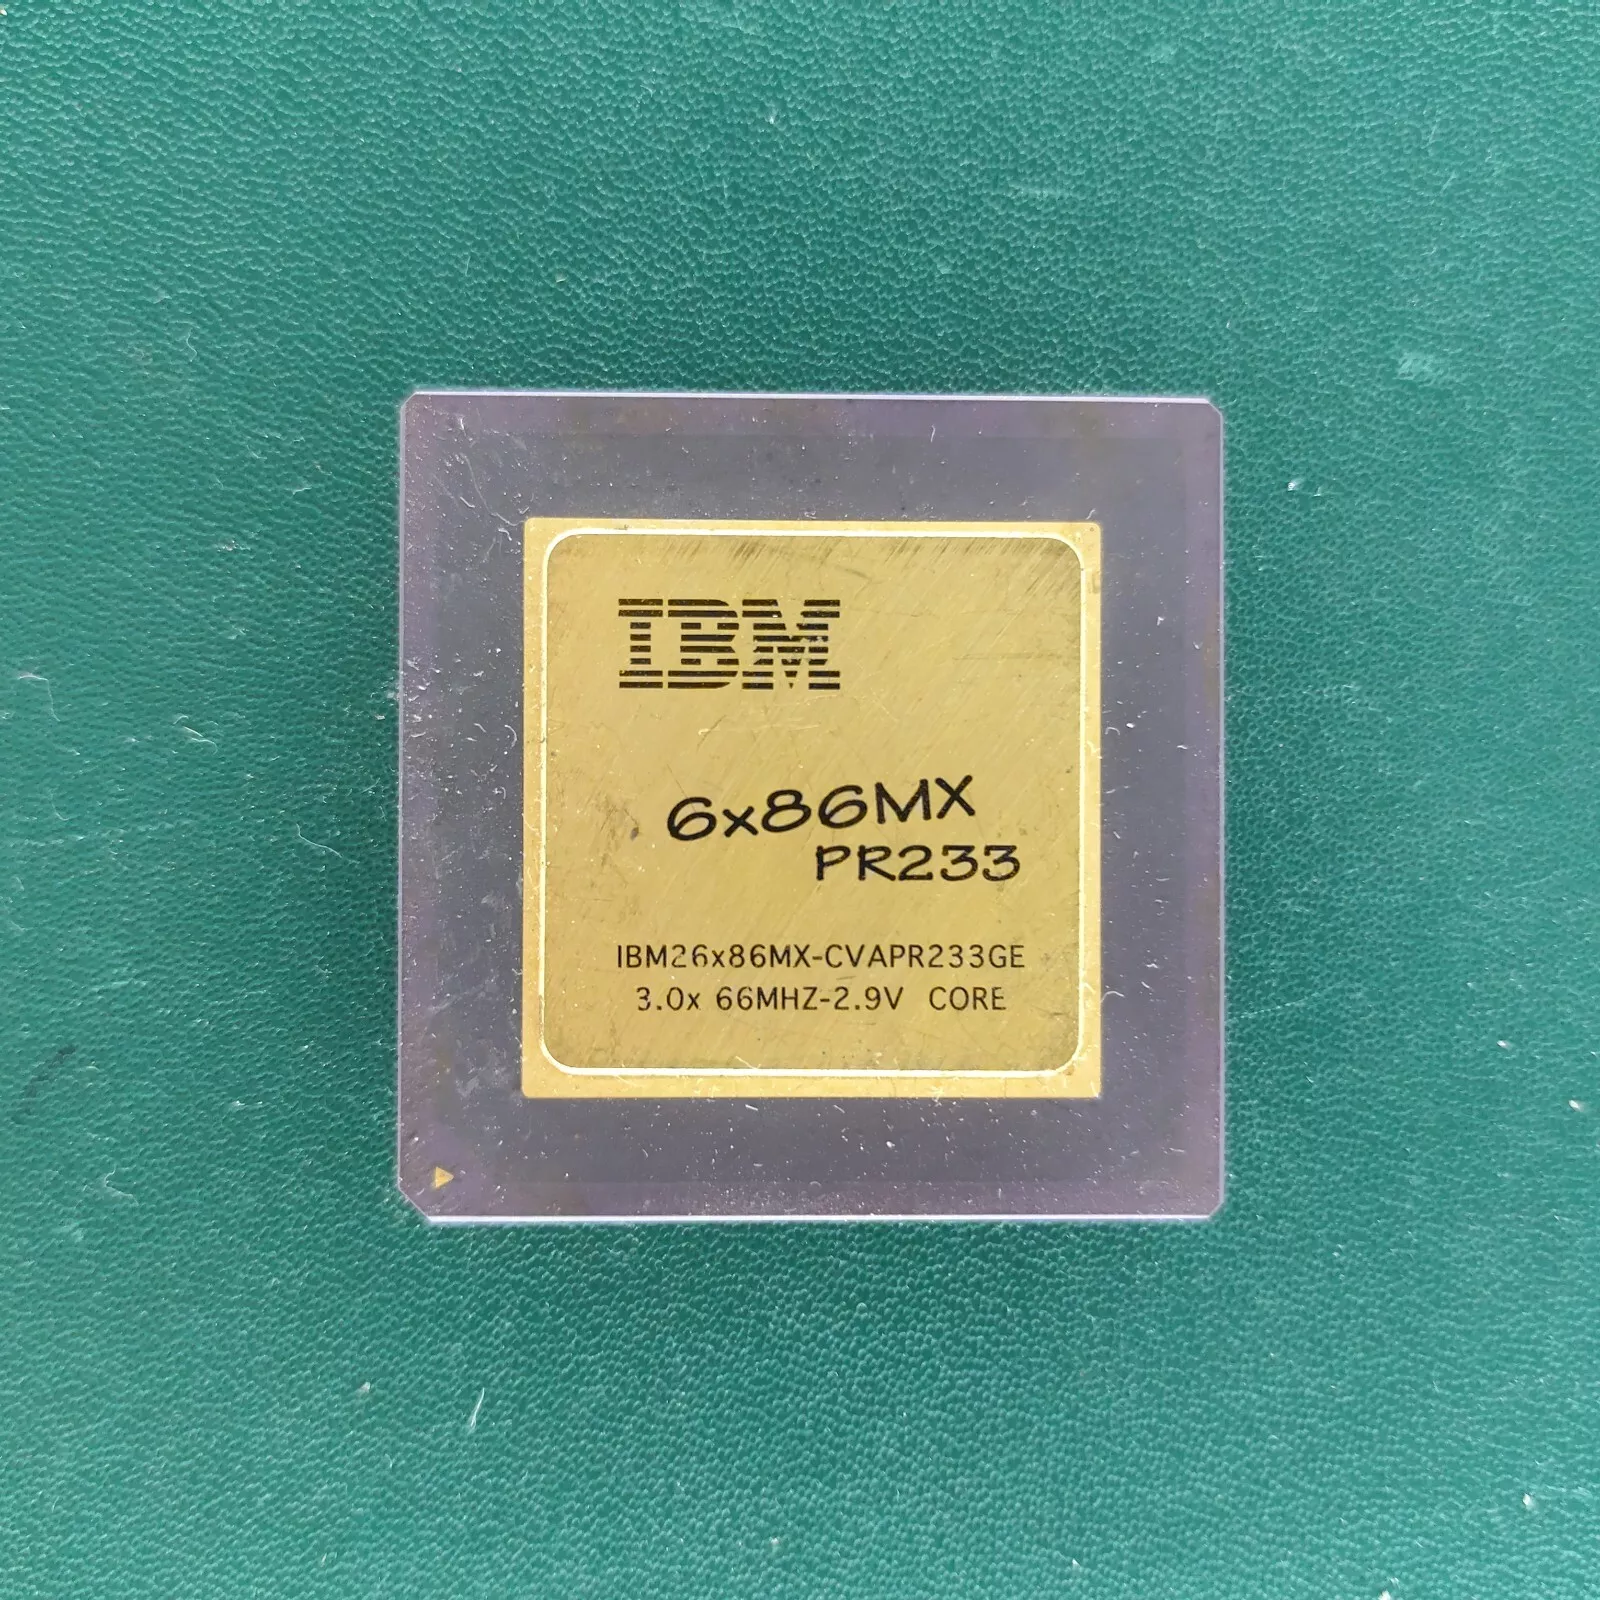 IBM
6x86MX
PR233
IBM26x86MX-CVAPR233GE
3.0x 66MHZ-2.9V CORE